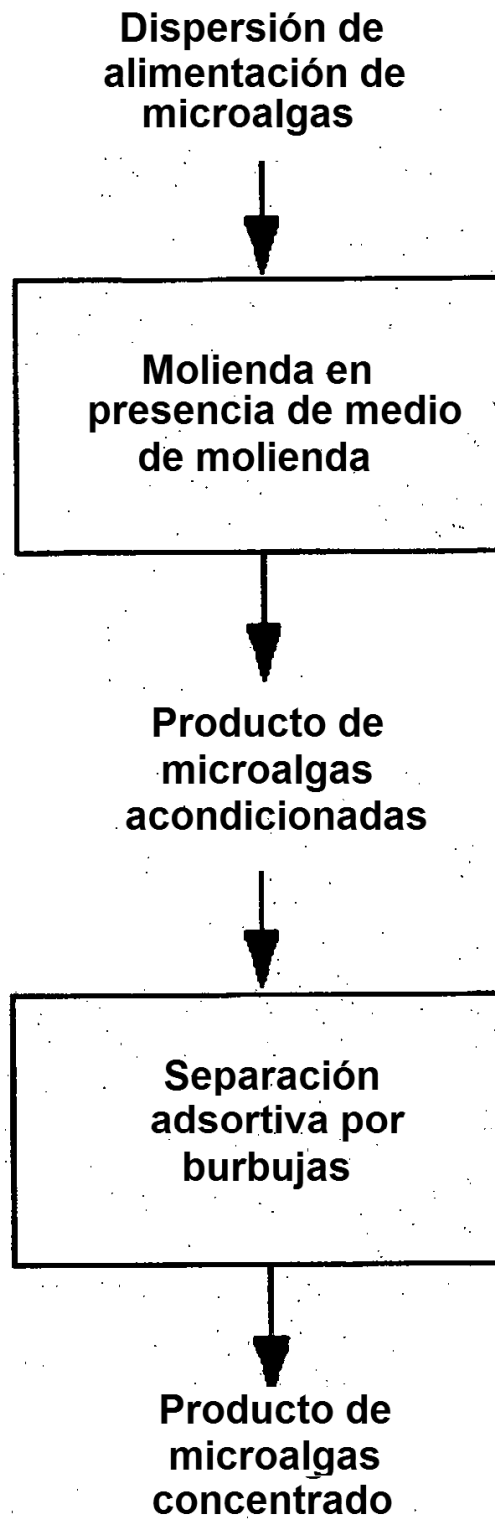 Dispersión de
alimentación de
microalgas
Molienda en
presencia de medio
de molienda
Producto de
microalgas
acondicionadas
Separación
adsortiva por
burbujas
Producto de
microalgas
concentrado